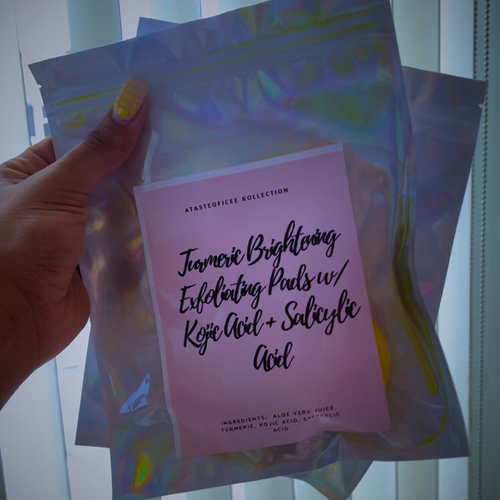 ATASTEOFICEE KOLLECTION
Turmeric Brightening
Exfoliating Pads w/
Kojic Acid + Salicylic
Acid
INGREDIENTS: ALOE VERA JUICE,
TURMERIC, KOJIC ACID, SALICYLIC
ACID